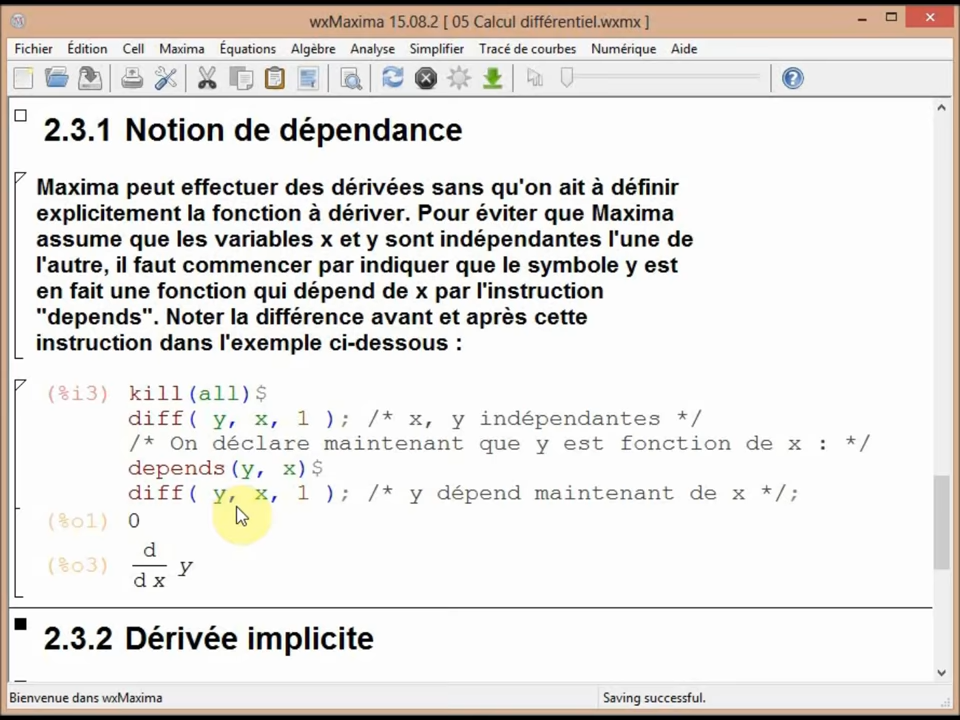 wxMaxima 15.08.2 [ 05 Calcul différentiel.wxmx ]
Fichier Édition Cell Maxima Équations Algèbre Analyse Simplifier Tracé de courbes Numérique Aide
2.3.1 Notion de dépendance
Maxima peut effectuer des dérivées sans qu'on ait à définir
explicitement la fonction à dériver. Pour éviter que Maxima
assume que les variables x et y sont indépendantes l'une de
l'autre, il faut commencer par indiquer que le symbole y est
en fait une fonction qui dépend de x par l'instruction
"depends". Noter la différence avant et après cette
instruction dans l'exemple ci-dessous :
(%i3) kill(all)$
diff( y, x, 1 ); /* x, y indépendantes */
/* On déclare maintenant que y est fonction de x : */
depends(y, x)$
diff( y, x, 1 ); /* y dépend maintenant de x */;
(%o1) 0
(%o3) d
d x y
2.3.2 Dérivée implicite
Bienvenue dans wxMaxima Saving successful.